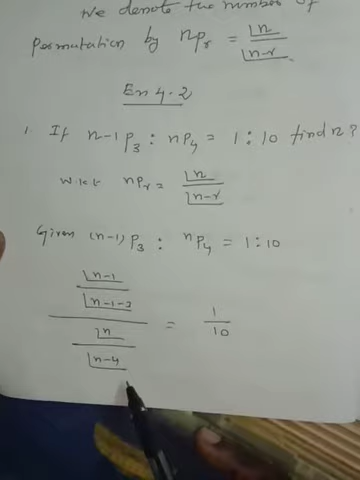 We denote the number of
Permutation by nPr = ⌊n / ⌊n-r
Ex 4.2
1. If n-1P3 : nP4 = 1:10 find n?
W.k.t nPr = ⌊n / ⌊n-r
Given (n-1)P3 : nP4 = 1:10
⌊n-1
⌊n-1-3
⌊n
⌊n-4
= 1/10